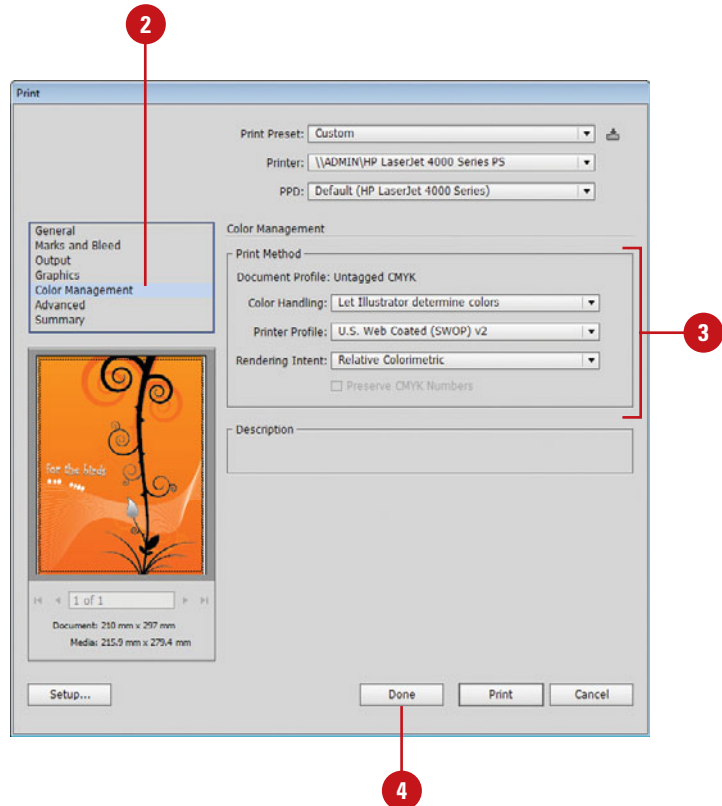 2
Print
Print Preset: Custom
Printer: \\ADMIN\HP LaserJet 4000 Series PS
PPD: Default (HP LaserJet 4000 Series)
General
Marks and Bleed
Output
Graphics
Color Management
Advanced
Summary
Color Management
Print Method
Document Profile: Untagged CMYK
Color Handling: Let Illustrator determine colors
Printer Profile: U.S. Web Coated (SWOP) v2
Rendering Intent: Relative Colorimetric
Preserve CMYK Numbers
3
Description
for the birds
1 of 1
Document: 210 mm x 297 mm
Media: 215.9 mm x 279.4 mm
Setup...
Done
Print
Cancel
4